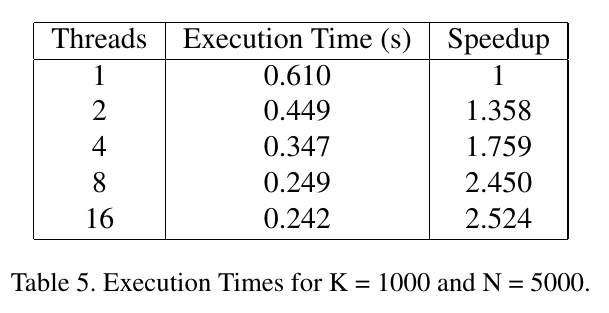 Threads Execution Time (s) Speedup
1 0.610 1
2 0.449 1.358
4 0.347 1.759
8 0.249 2.450
16 0.242 2.524
Table 5. Execution Times for K = 1000 and N = 5000.